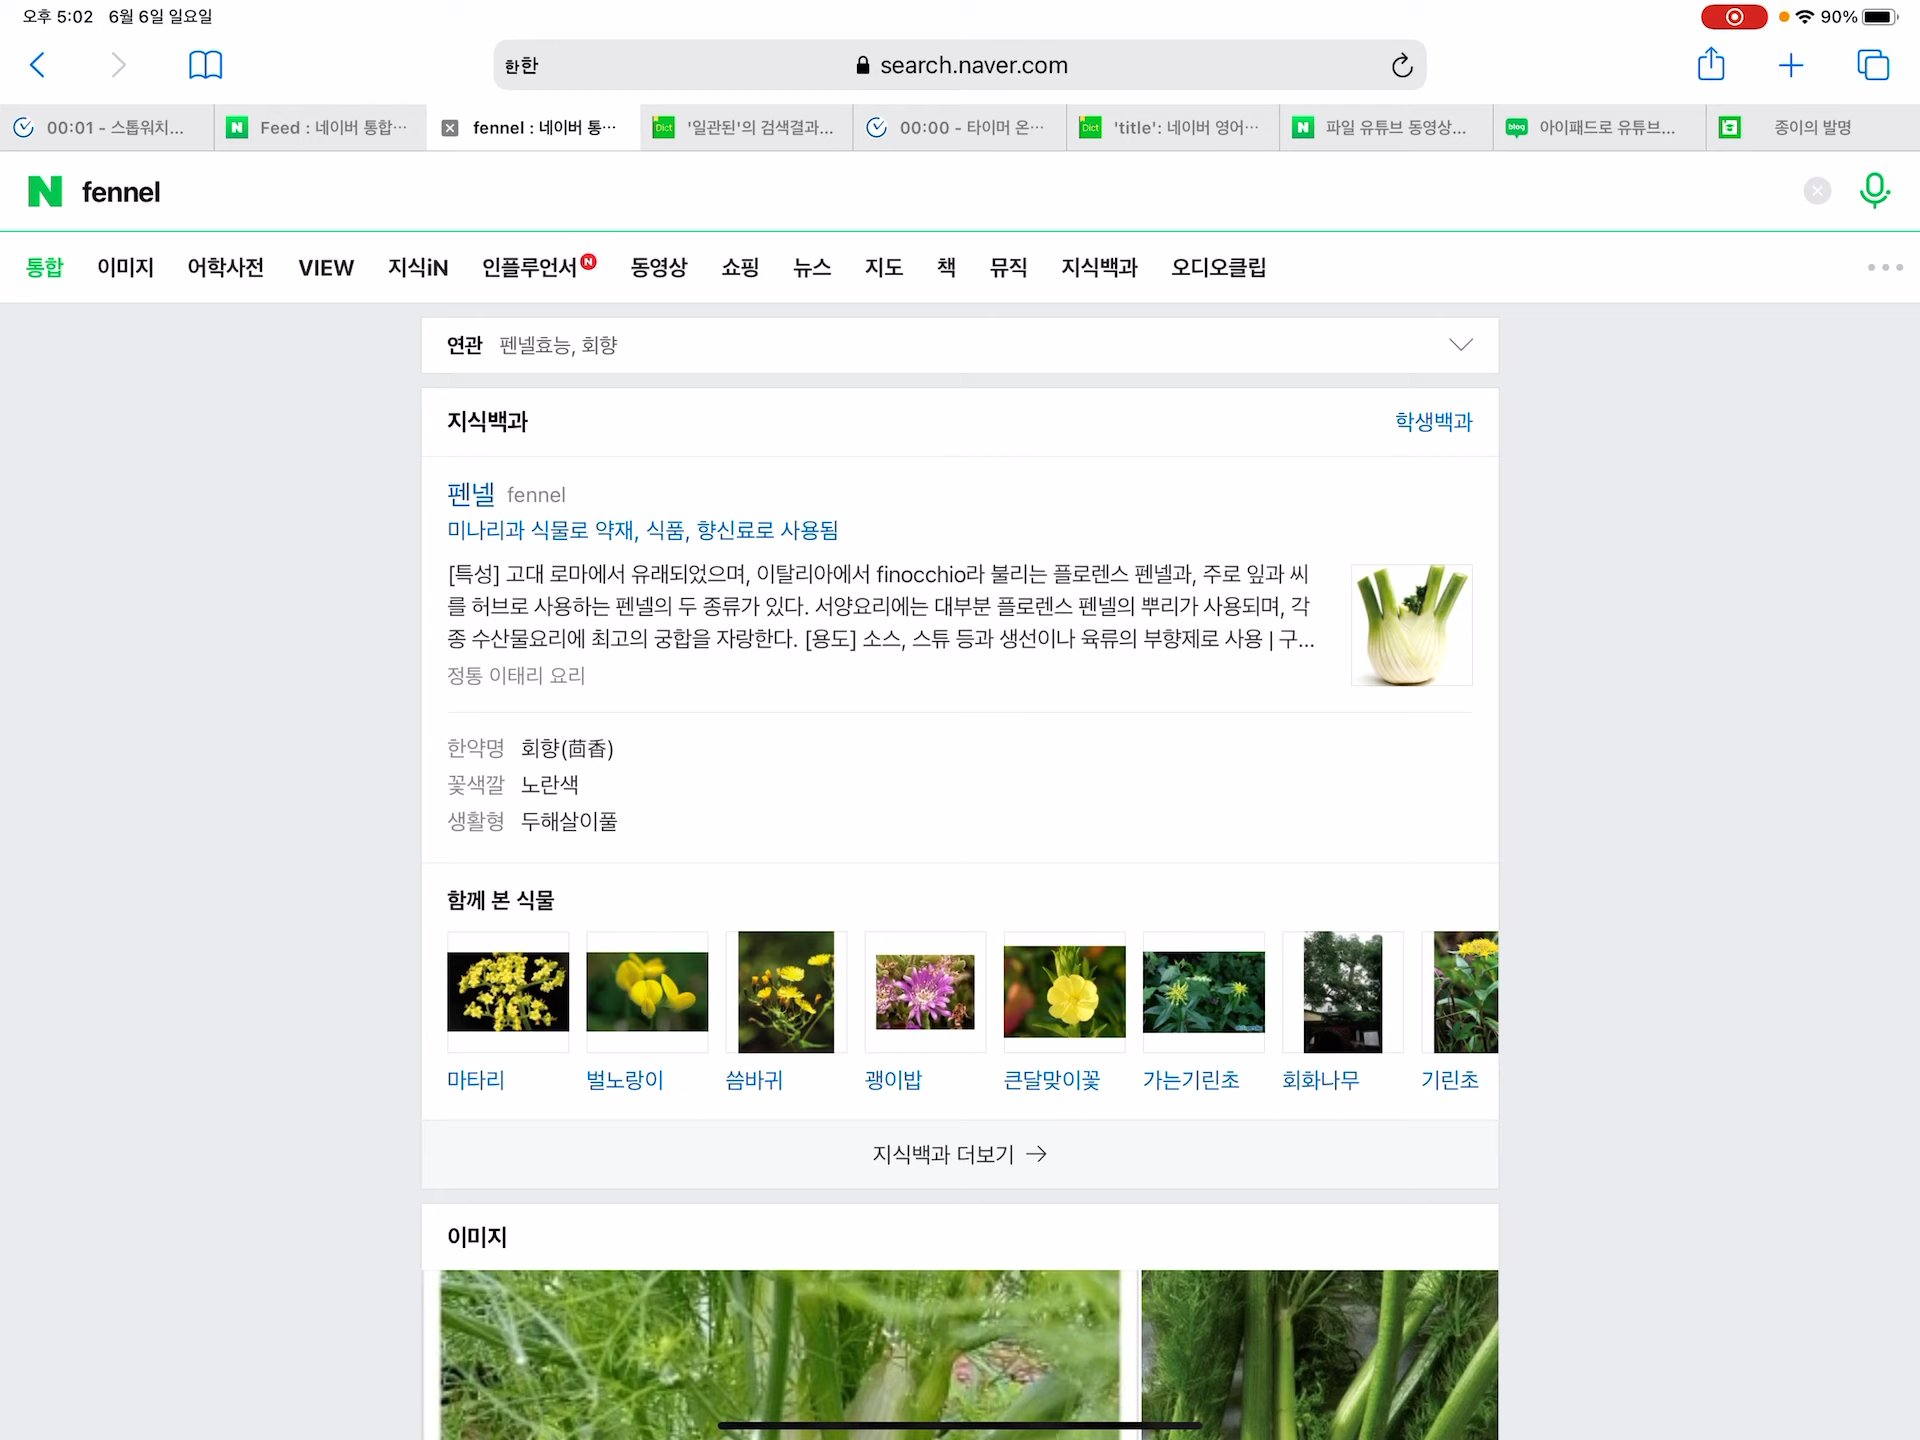 오후 5:02 6월 6일 일요일
90%
한한
search.naver.com
00:01 - 스톱워치...
Feed : 네이버 통합...
fennel : 네이버 통...
'일관된'의 검색결과...
00:00 - 타이머 온...
'title': 네이버 영어...
파일 유튜브 동영상...
아이패드로 유튜브...
종이의 발명
N fennel
통합 이미지 어학사전 VIEW 지식iN 인플루언서 N 동영상 쇼핑 뉴스 지도 책 뮤직 지식백과 오디오클립
연관 펜넬효능, 회향
지식백과 학생백과
펜넬 fennel
미나리과 식물로 약재, 식품, 향신료로 사용됨
[특성] 고대 로마에서 유래되었으며, 이탈리아에서 finocchio라 불리는 플로렌스 펜넬과, 주로 잎과 씨
를 허브로 사용하는 펜넬의 두 종류가 있다. 서양요리에는 대부분 플로렌스 펜넬의 뿌리가 사용되며, 각
종 수산물요리에 최고의 궁합을 자랑한다. [용도] 소스, 스튜 등과 생선이나 육류의 부향제로 사용 | 구...
정통 이태리 요리
한약명 회향(茴香)
꽃색깔 노란색
생활형 두해살이풀
함께 본 식물
마타리 벌노랑이 씀바귀 괭이밥 큰달맞이꽃 가는기린초 회화나무 기린초
지식백과 더보기 →
이미지